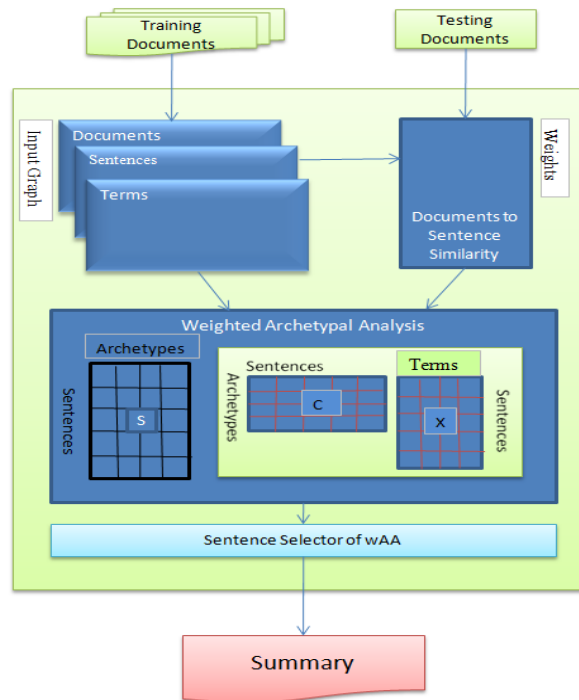 Training
Documents
Testing
Documents
Input Graph
Documents
Sentences
Terms
Documents to
Sentence
Similarity
Weights
Weighted Archetypal Analysis
Archetypes
Sentences
S
Sentences
Archetypes
C
Terms
X
Sentences
Sentence Selector of wAA
Summary